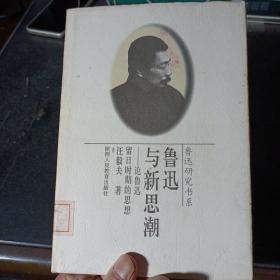 鲁迅研究书系
鲁迅
与新思潮
——论鲁迅
留日时期的思想
汪毅夫 著
陕西人民教育出版社